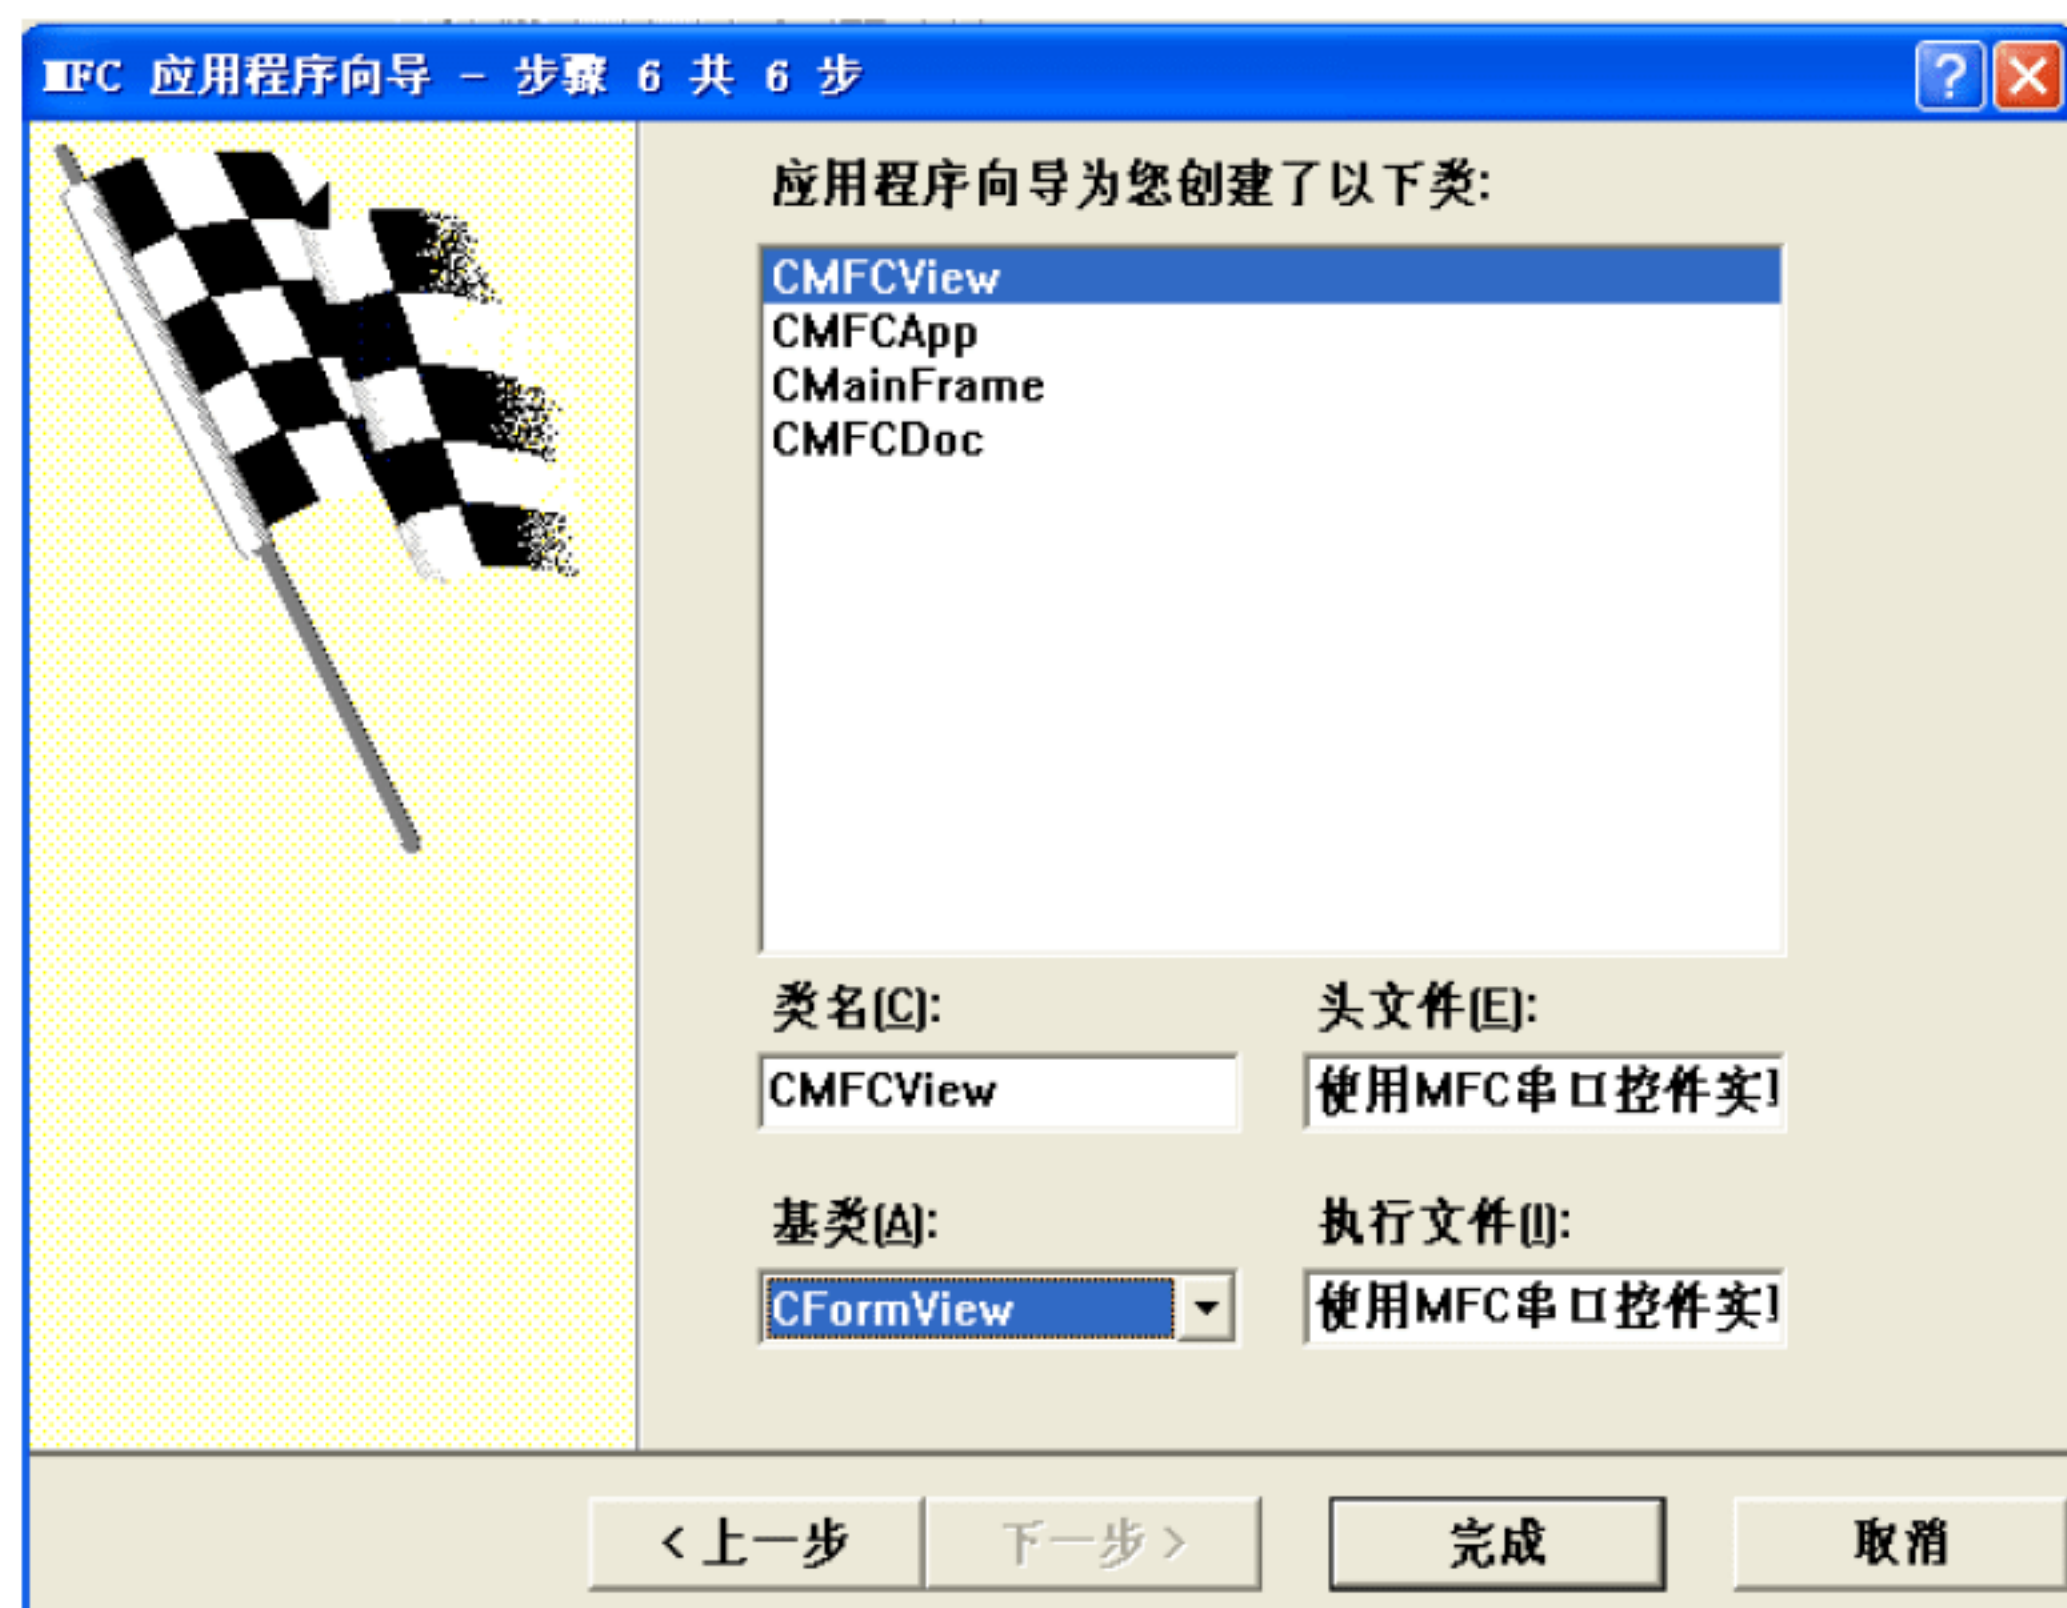 MFC 应用程序向导 - 步骤 6 共 6 步
应用程序向导为您创建了以下类:
CMFCView
CMFCApp
CMainFrame
CMFCDoc
类名(C):
头文件(E):
CMFCView
使用MFC串口控件实
基类(A):
执行文件(I):
CFormView
使用MFC串口控件实
< 上一步
下一步 >
完成
取消